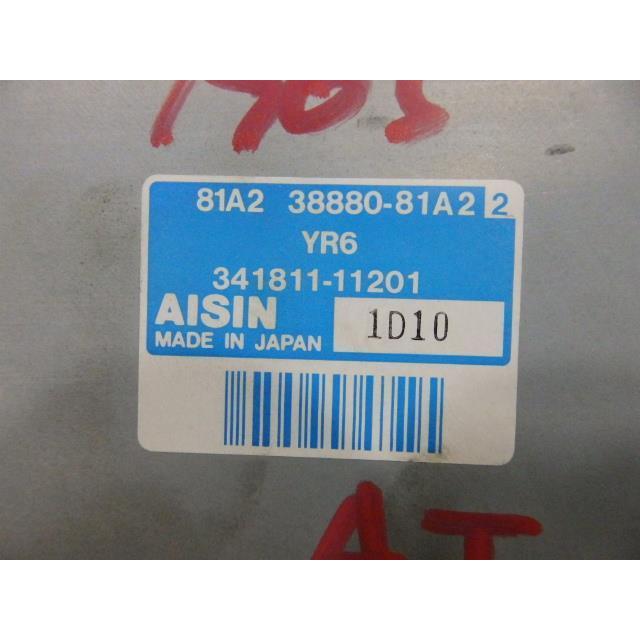 81A2 38880-81A2 2
YR6
341811-11201
AISIN
1D10
MADE IN JAPAN
AT